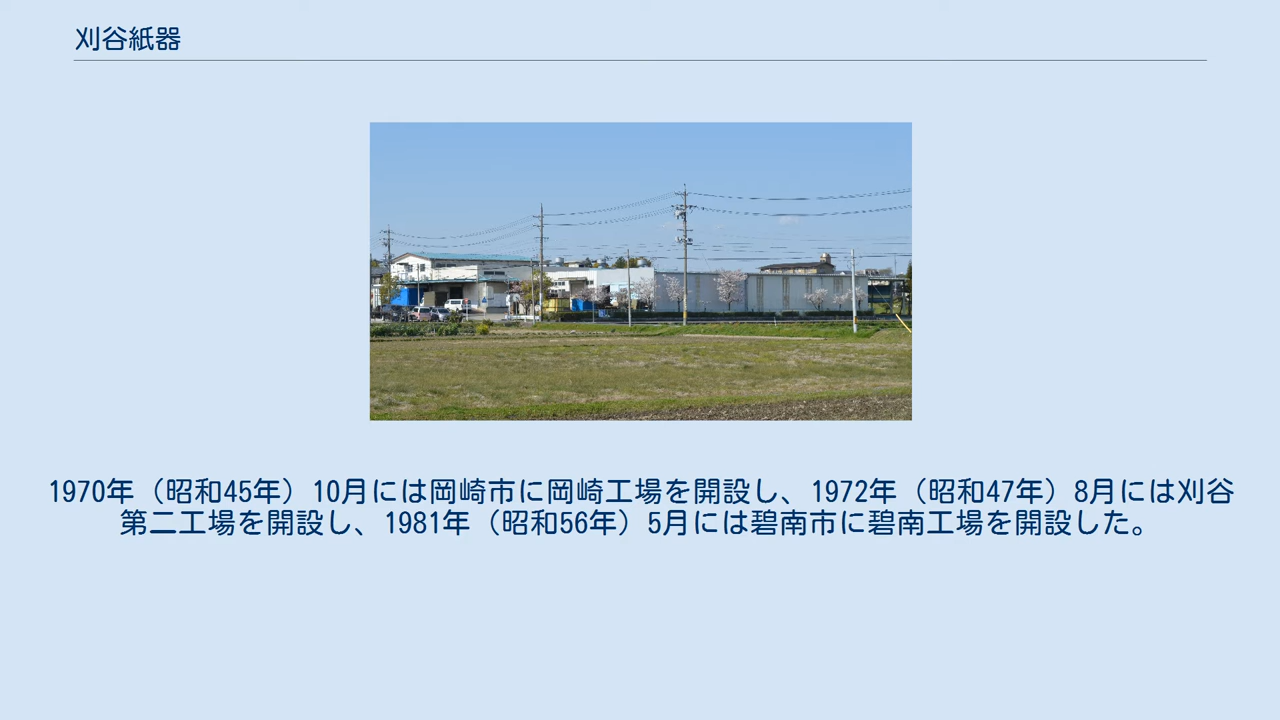 刈谷紙器
1970年（昭和45年）10月には岡崎市に岡崎工場を開設し、1972年（昭和47年）8月には刈谷
第二工場を開設し、1981年（昭和56年）5月には碧南市に碧南工場を開設した。